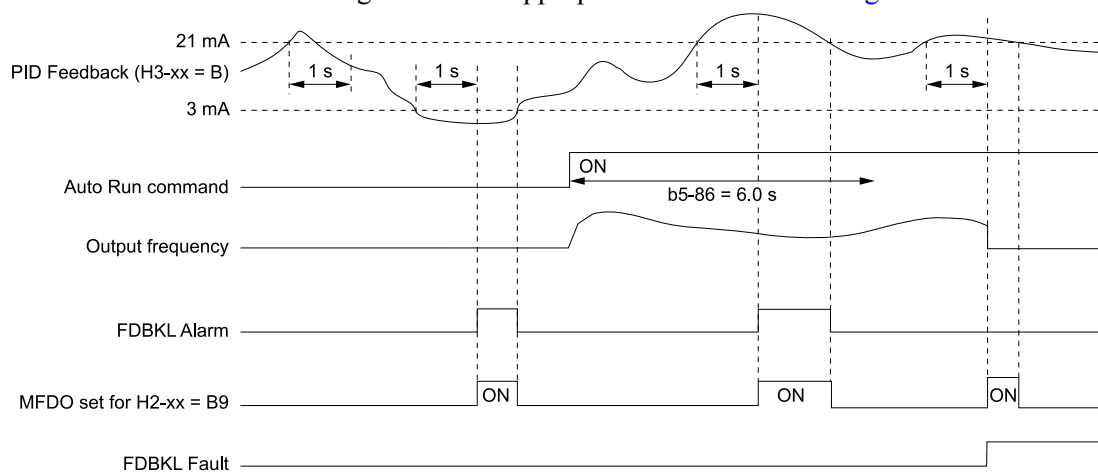 21 mA
PID Feedback (H3-xx = B)
1 s
1 s
1 s
1 s
3 mA
ON
Auto Run command
b5-86 = 6.0 s
Output frequency
FDBKL Alarm
MFDO set for H2-xx = B9
ON
ON
ON
FDBKL Fault